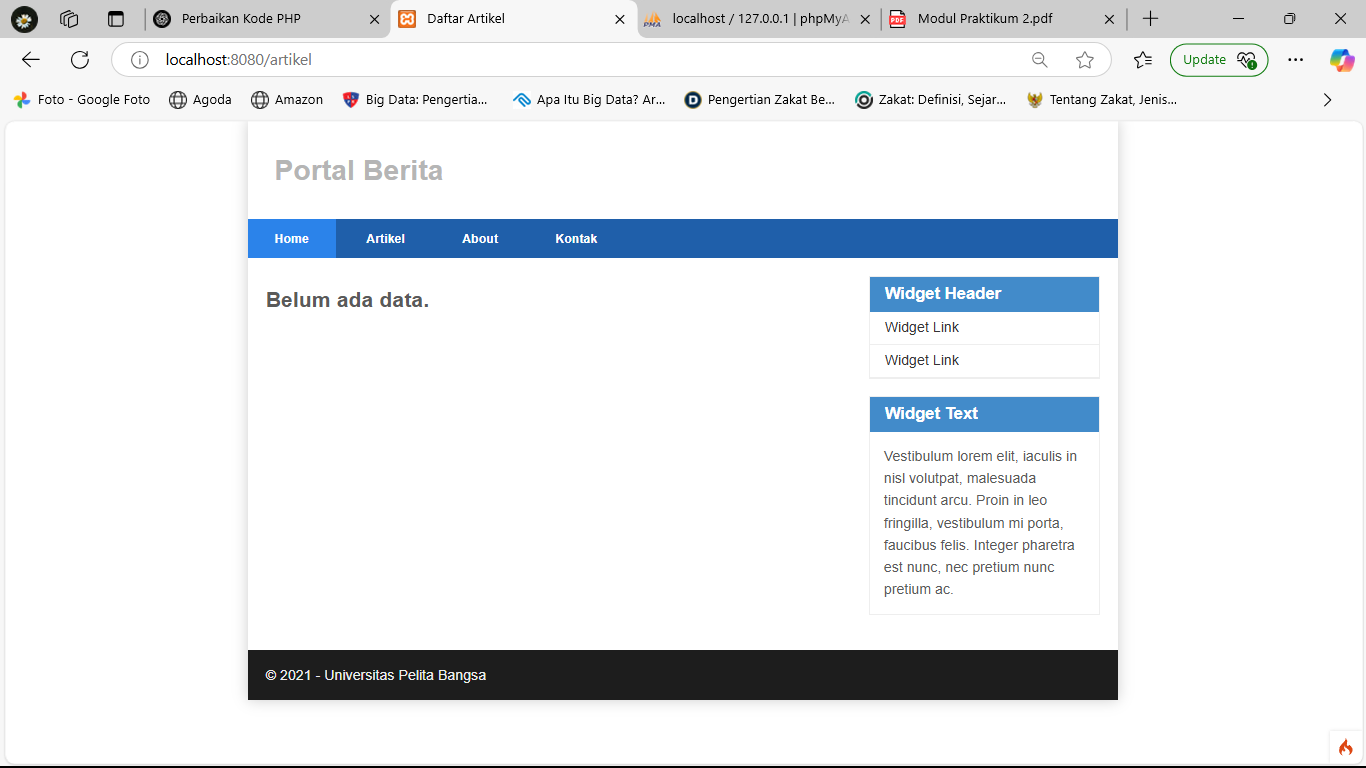 Perbaikan Kode PHP
Daftar Artikel
localhost / 127.0.0.1 | phpMyA
Modul Praktikum 2.pdf
localhost:8080/artikel
Update
Foto - Google Foto
Agoda
Amazon
Big Data: Pengertia...
Apa Itu Big Data? Ar...
Pengertian Zakat Be...
Zakat: Definisi, Sejar...
Tentang Zakat, Jenis...
Portal Berita
Home
Artikel
About
Kontak
Belum ada data.
Widget Header
Widget Link
Widget Link
Widget Text
Vestibulum lorem elit, iaculis in
nisl volutpat, malesuada
tincidunt arcu. Proin in leo
fringilla, vestibulum mi porta,
faucibus felis. Integer pharetra
est nunc, nec pretium nunc
pretium ac.
© 2021 - Universitas Pelita Bangsa